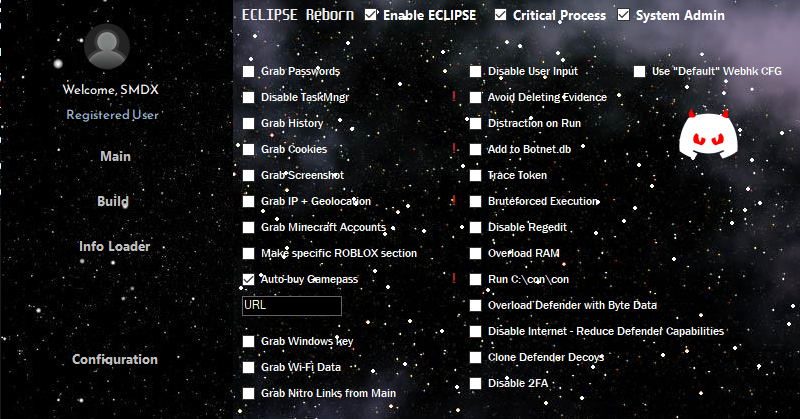 ECLIPSE Reborn
Enable ECLIPSE
Critical Process
System Admin
Welcome, SMDX
Registered User
Main
Build
Info Loader
Configuration
Grab Passwords
Disable TaskMngr
Grab History
Grab Cookies
Grab Screenshot
Grab IP + Geolocation
Grab Minecraft Accounts
Make specific ROBLOX section
Auto-buy Gamepass
URL
Grab Windows key
Grab Wi-Fi Data
Grab Nitro Links from Main
Disable User Input
! Avoid Deleting Evidence
Distraction on Run
! Add to Botnet.db
Trace Token
! Bruteforced Execution
Disable Regedit
Overload RAM
! Run C:\con\con
Overload Defender with Byte Data
Disable Internet - Reduce Defender Capabilities
Clone Defender Decoys
Disable 2FA
Use "Default" Webhk CFG